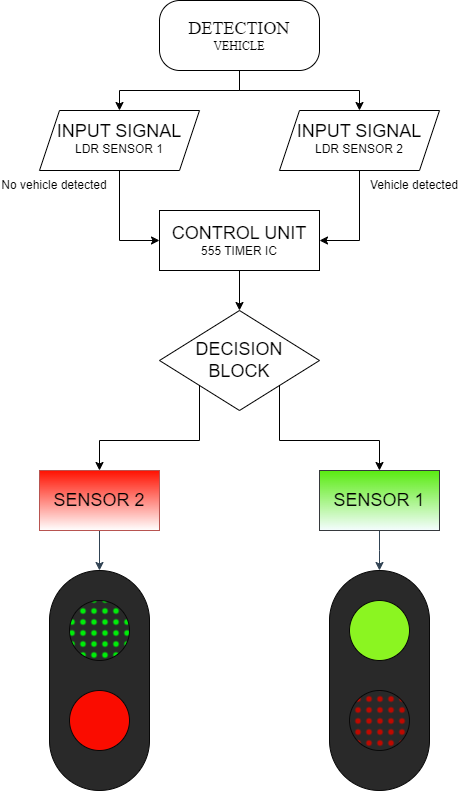 DETECTION
VEHICLE
INPUT SIGNAL
LDR SENSOR 1
INPUT SIGNAL
LDR SENSOR 2
No vehicle detected
Vehicle detected
CONTROL UNIT
555 TIMER IC
DECISION
BLOCK
SENSOR 2
SENSOR 1